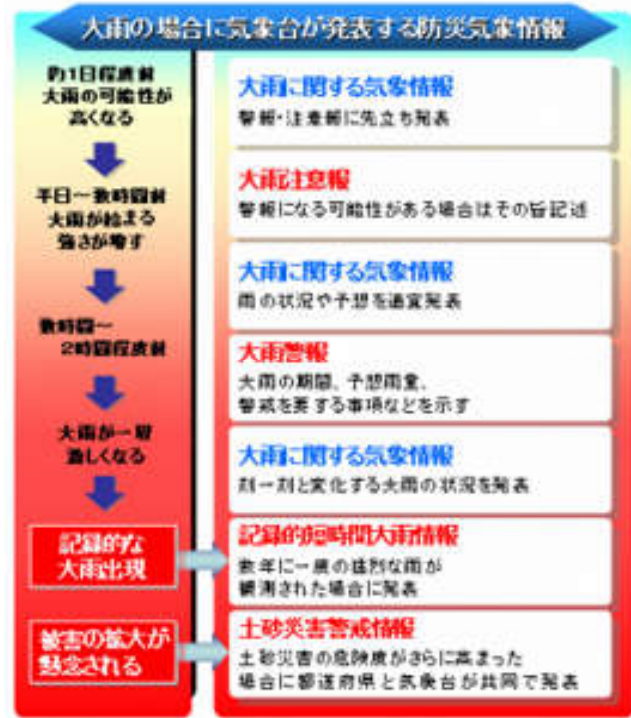 大雨の場合に気象台が発表する防災気象情報
約1日程度前
大雨の可能性が
高くなる
半日～数時間前
大雨が始まる
強さが増す
数時間～
2時間程度前
大雨が一層
激しくなる
記録的な
大雨出現
被害の拡大が
懸念される
大雨に関する気象情報
警報・注意報に先立ち発表
大雨注意報
警報になる可能性がある場合はその旨記述
大雨に関する気象情報
雨の状況や予想を適宜発表
大雨警報
大雨の期間、予想雨量、
警戒を要する事項などを示す
大雨に関する気象情報
刻一刻と変化する大雨の状況を発表
記録的短時間大雨情報
数年に一度の猛烈な雨が
観測された場合に発表
土砂災害警戒情報
土砂災害の危険度がさらに高まった
場合に都道府県と気象台が共同で発表